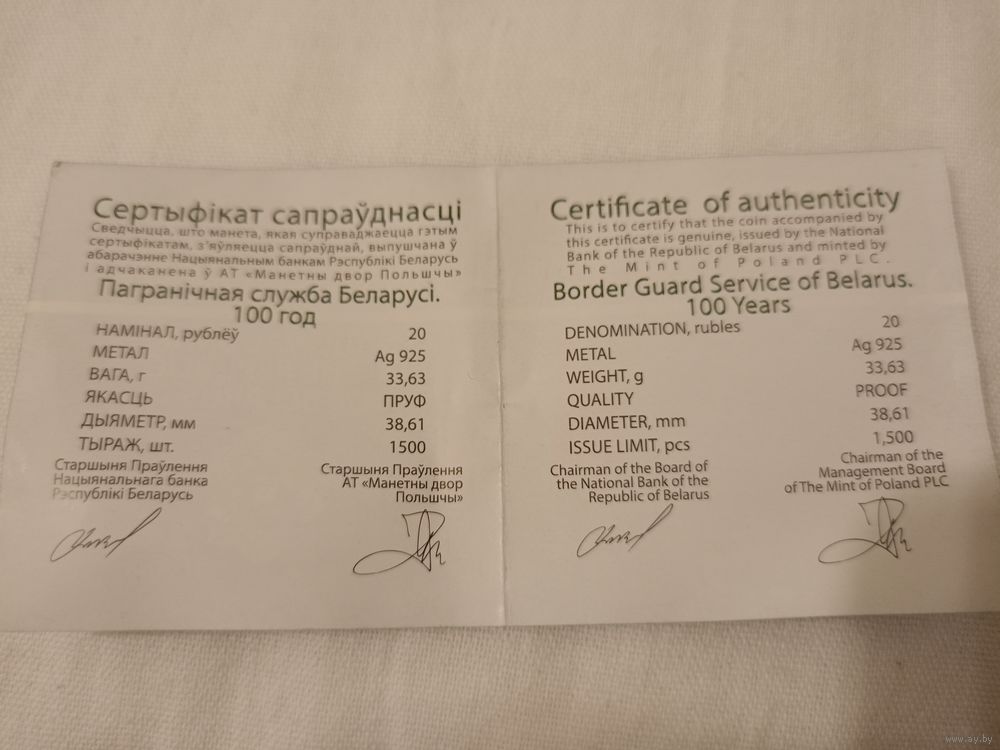 Сертыфікат сапраўднасці
Сведчыцца, што манета, якая суправаджаецца гэтым
сертыфікатам, з'яўляецца сапраўднай, выпушчана ў
абарачэнне Нацыянальным банкам Рэспублікі Беларусь
і адчаканена ў АТ «Манетны двор Польшчы»
Пагранічная служба Беларусі.
100 год
НАМІНАЛ, рублёў 20
МЕТАЛ Ag 925
ВАГА, г 33,63
ЯКАСЦЬ ПРУФ
ДЫЯМЕТР, мм 38,61
ТЫРАЖ, шт. 1500
Старшыня Праўлення
Нацыянальнага банка
Рэспублікі Беларусь
Старшыня Праўлення
АТ «Манетны двор
Польшчы»
Certificate of authenticity
This is to certify that the coin accompanied by
this certificate is genuine, issued by the National
Bank of the Republic of Belarus and minted by
The Mint of Poland PLC.
Border Guard Service of Belarus.
100 Years
DENOMINATION, rubles 20
METAL Ag 925
WEIGHT, g 33,63
QUALITY PROOF
DIAMETER, mm 38,61
ISSUE LIMIT, pcs 1,500
Chairman of the Board of
the National Bank of the
Republic of Belarus
Chairman of the
Management Board
of The Mint of Poland PLC
www.ay.by